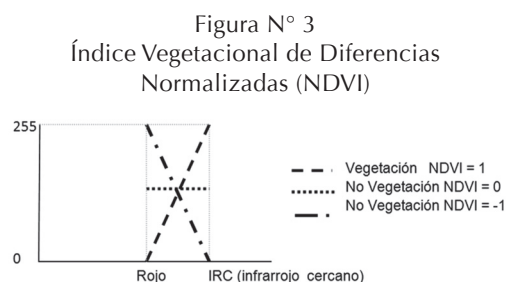 Figura N° 3
Índice Vegetacional de Diferencias
Normalizadas (NDVI)
255
Vegetación NDVI = 1
No Vegetación NDVI = 0
No Vegetación NDVI = -1
0
Rojo IRC (infrarrojo cercano)